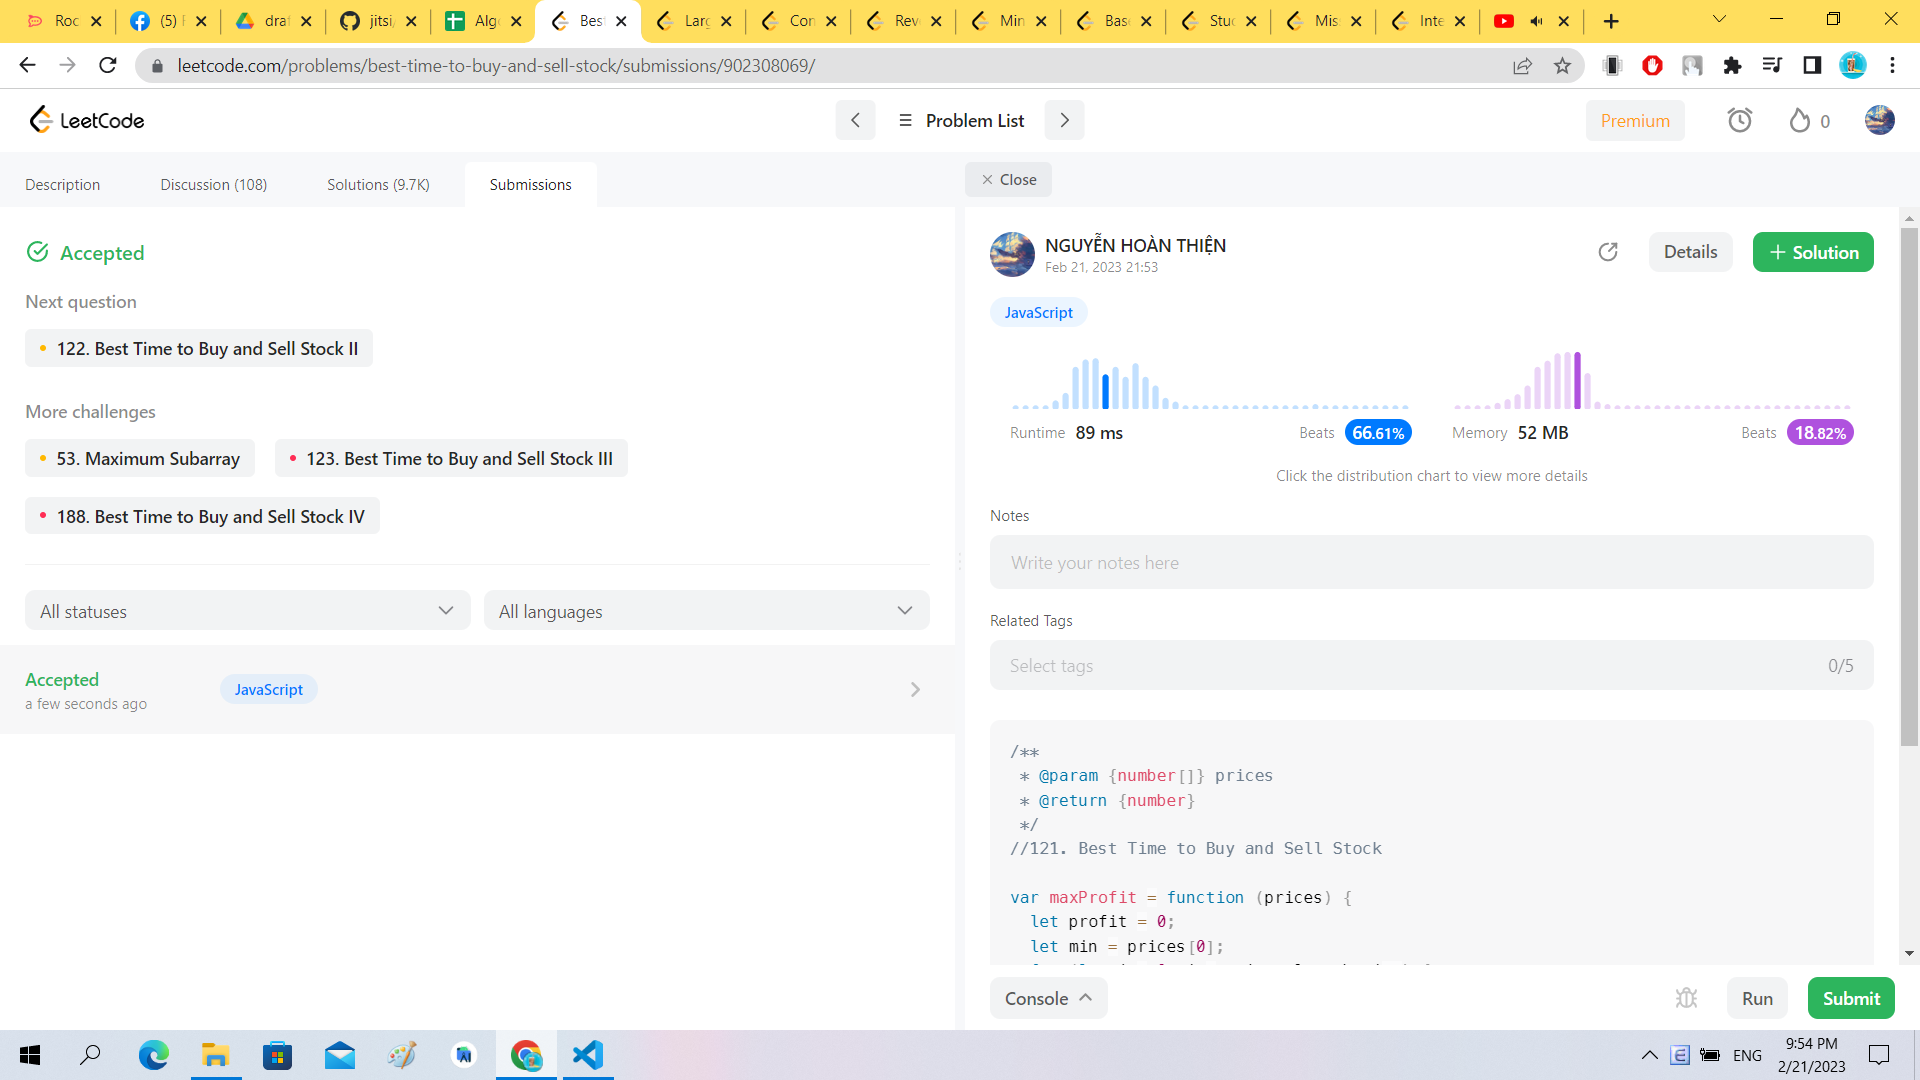 Roc
(5) F
draf
jitsi/
Algo
Best
Larg
Con
Reve
Min
Base
Stud
Miss
Inte
leetcode.com/problems/best-time-to-buy-and-sell-stock/submissions/902308069/
LeetCode
Problem List
Premium
0
Description
Discussion (108)
Solutions (9.7K)
Submissions
Close
Accepted
Next question
122. Best Time to Buy and Sell Stock II
More challenges
53. Maximum Subarray
123. Best Time to Buy and Sell Stock III
188. Best Time to Buy and Sell Stock IV
All statuses
All languages
Accepted
a few seconds ago
JavaScript
NGUYỄN HOÀN THIỆN
Feb 21, 2023 21:53
Details
Solution
JavaScript
Runtime 89 ms
Beats 66.61%
Memory 52 MB
Beats 18.82%
Click the distribution chart to view more details
Notes
Write your notes here
Related Tags
Select tags
0/5
/**
* @param {number[]} prices
* @return {number}
*/
//121. Best Time to Buy and Sell Stock
var maxProfit = function (prices) {
let profit = 0;
let min = prices[0];
Console
Run
Submit
ENG
9:54 PM
2/21/2023